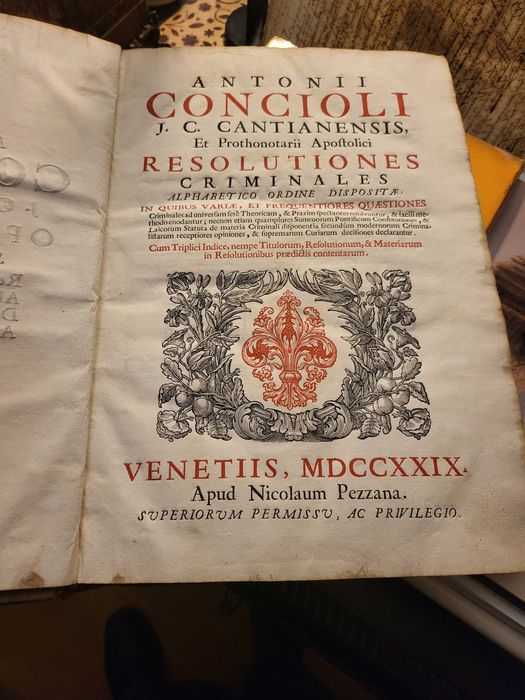 ANTONII
CONCIOLI
J. C. CANTIANENSIS,
Et Prothonotarii Apostolici
RESOLUTIONES
CRIMINALES
ALPHABETICO ORDINE DISPOSITÆ:
IN QUIBUS VARIÆ, ET FREQUENTIORES QUÆSTIONES
Criminales ad universam ferè Theoricam, & Praxim spectantes resolvuntur, & facili me-
thodo enodantur; necnon etiam quamplures Summorum Pontificum Constitutiones, &
Laicorum Statuta de materia Criminali disponentia secundùm modernorum Crimina-
listarum receptiores opiniones, & supremarum Curiarum decisiones declarantur.
Cum Triplici Indice, nempe Titulorum, Resolutionum, & Materiarum
in Resolutionibus prædictis contentarum.
VENETIIS, MDCCXXIX.
Apud Nicolaum Pezzana.
SVPERIORVM PERMISSV, AC PRIVILEGIO.